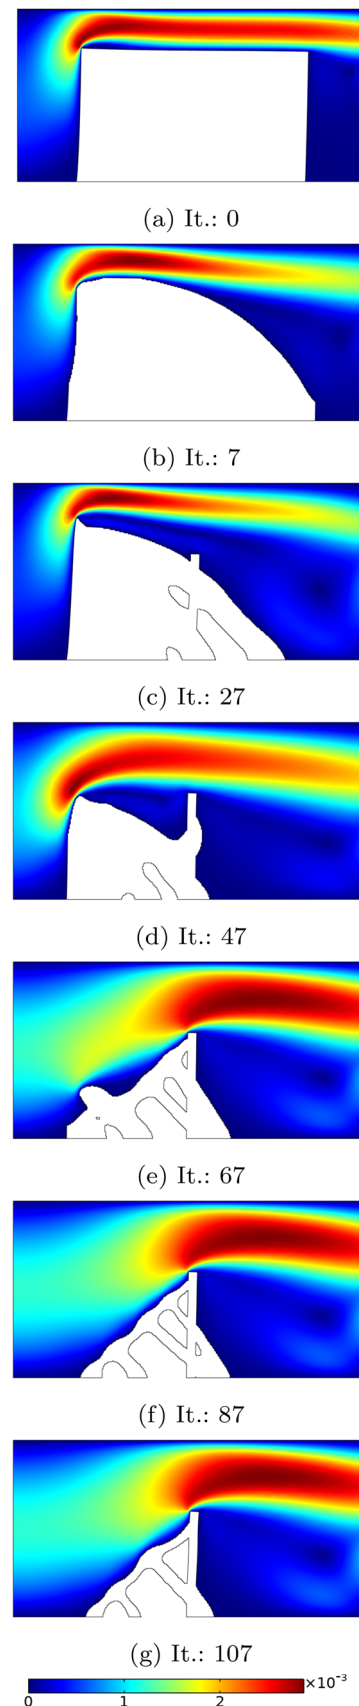 (a) It.: 0
(b) It.: 7
(c) It.: 27
(d) It.: 47
(e) It.: 67
(f) It.: 87
(g) It.: 107
×10⁻³
0 1 2